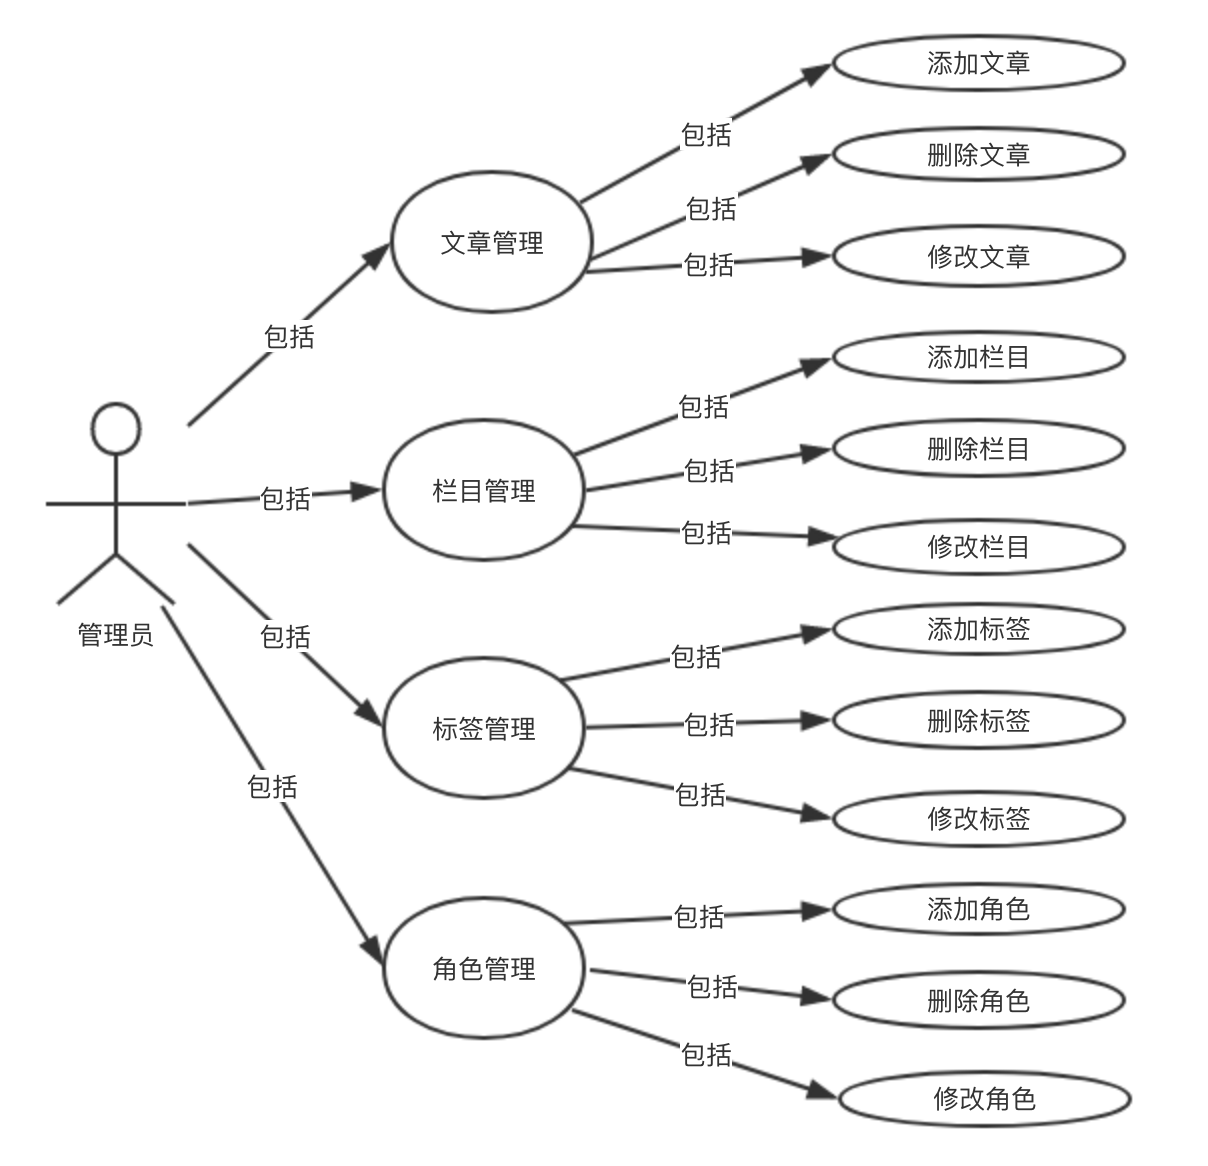 添加文章
包括
删除文章
包括
文章管理
修改文章
包括
包括
添加栏目
包括
删除栏目
包括
栏目管理
包括
修改栏目
包括
管理员
包括
添加标签
包括
删除标签
包括
标签管理
包括
包括
修改标签
添加角色
包括
角色管理
包括
删除角色
包括
修改角色